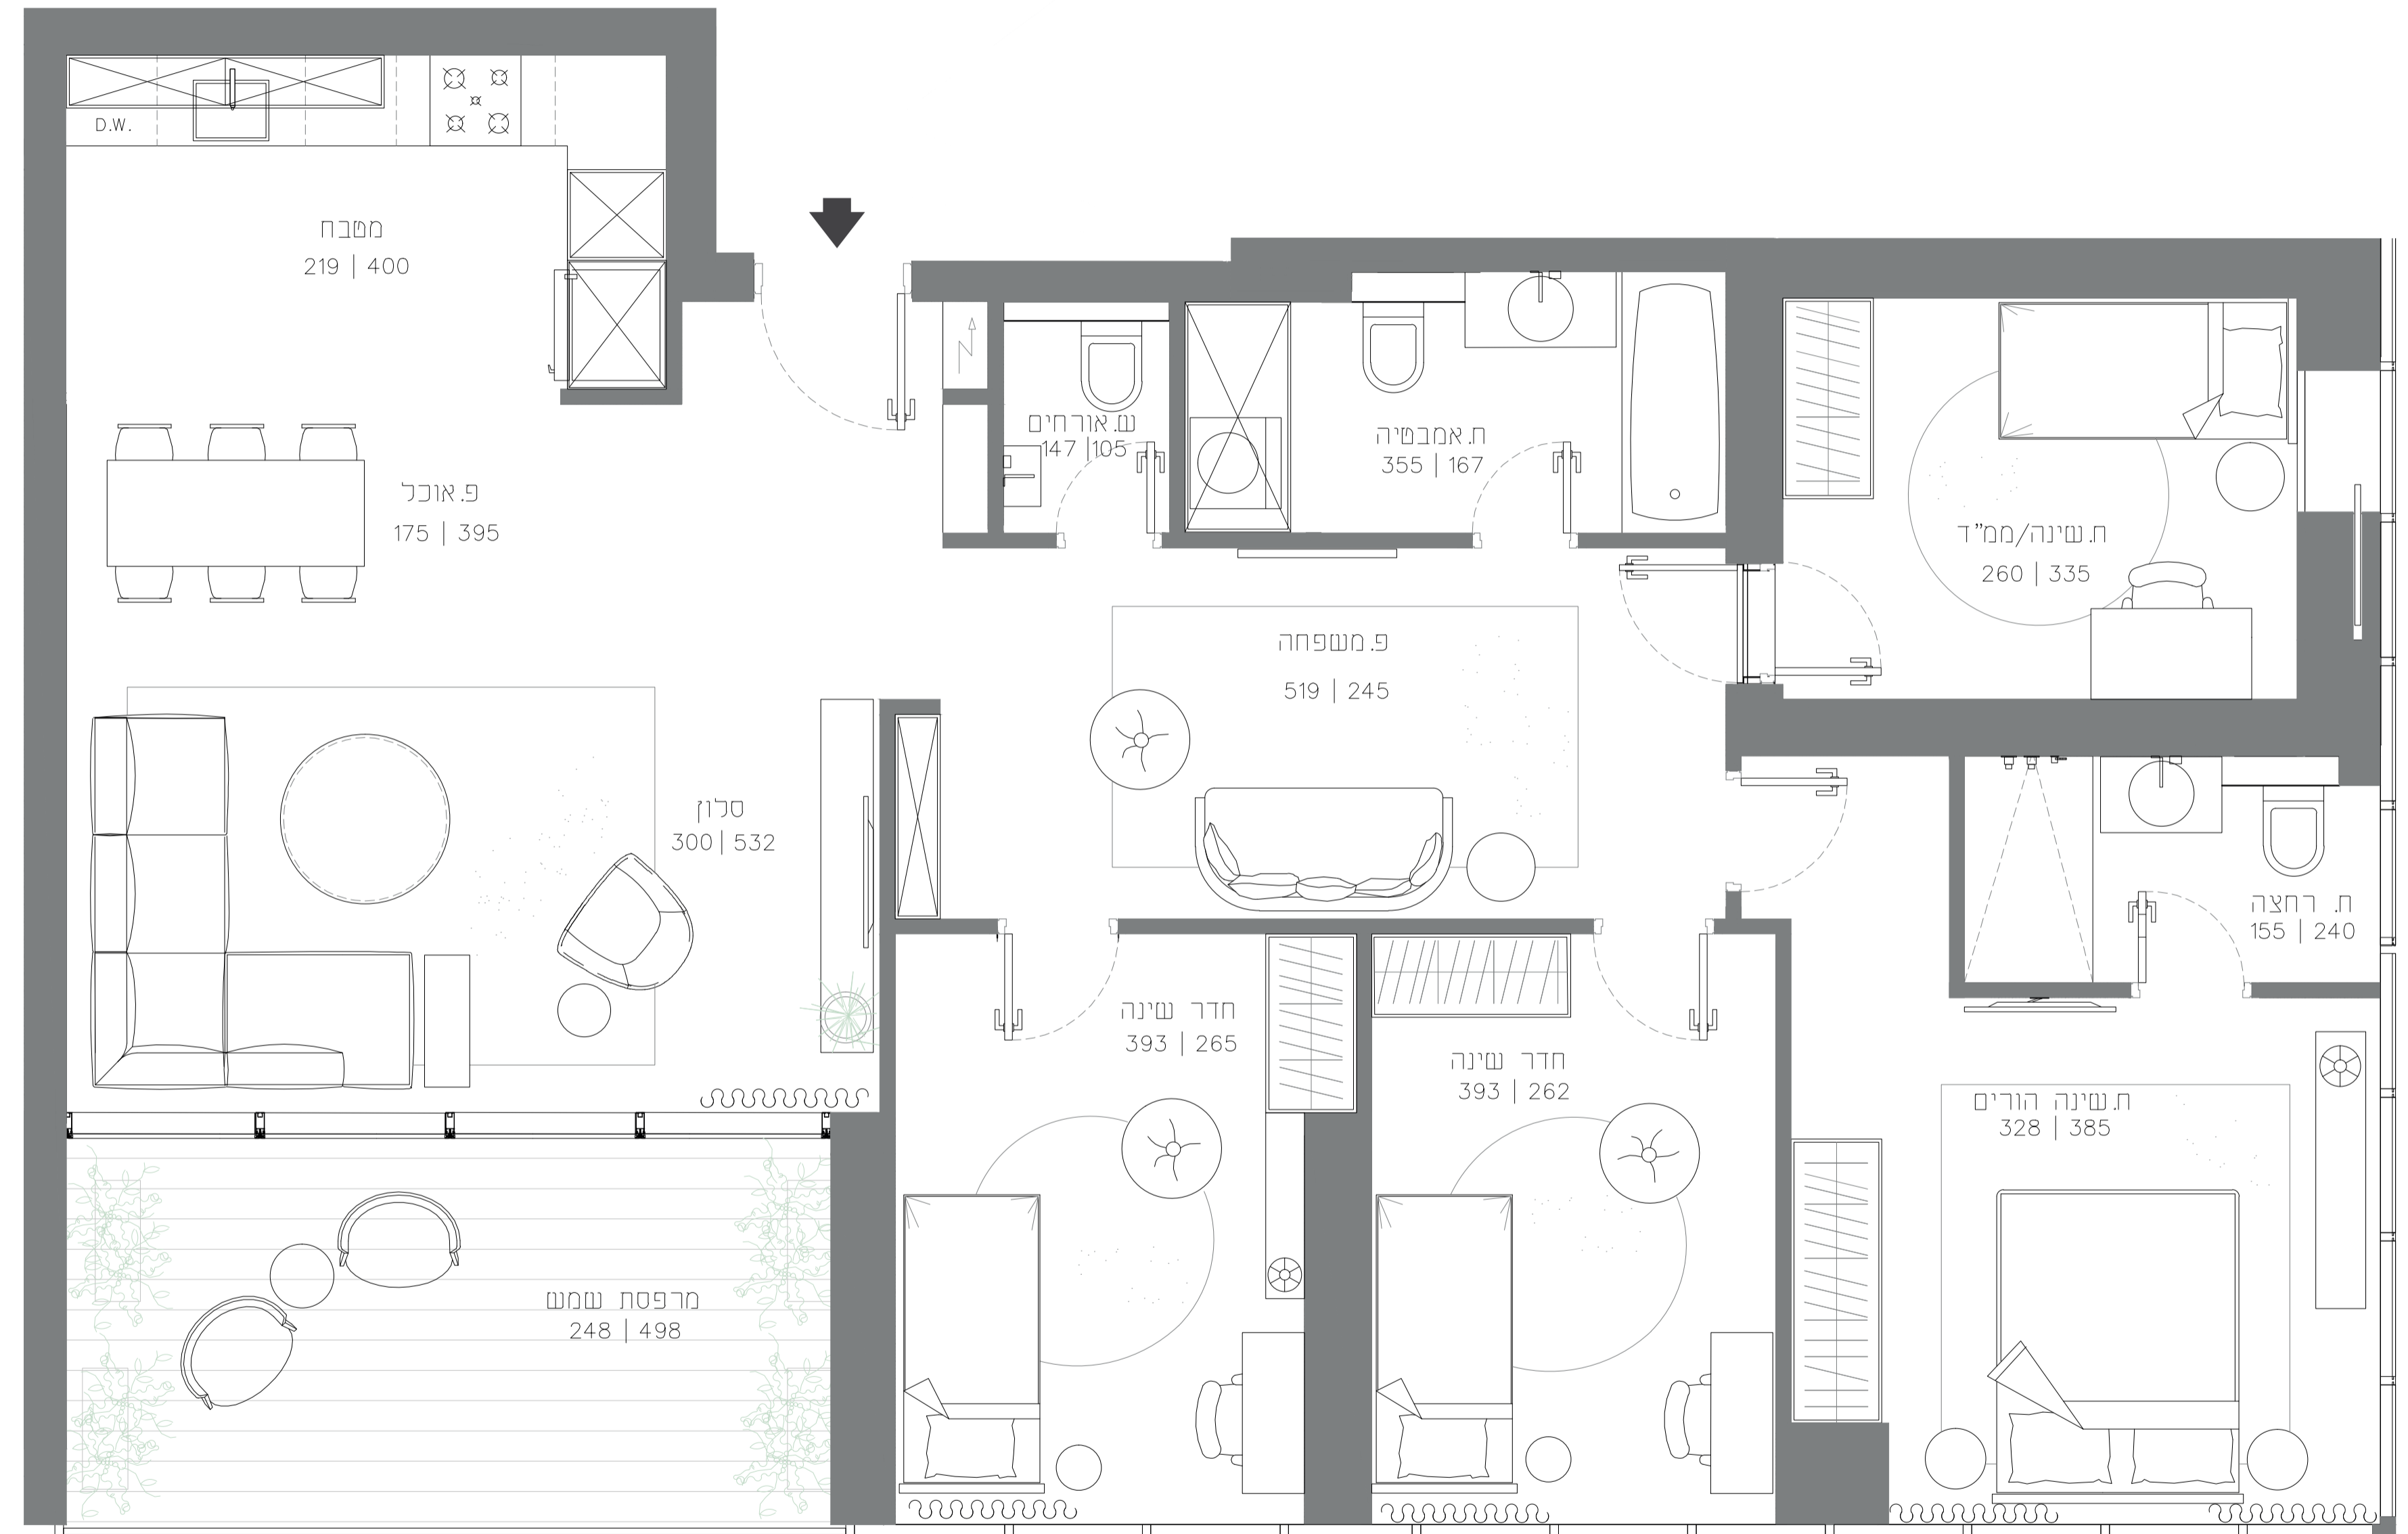 D.W.
מטבח
219 | 400
פ.אוכל
175 | 395
סלון
300 | 532
מרפסת שמש
248 | 498
ש.אורחים
147 | 105
ח.אמבטיה
355 | 167
פ.משפחה
519 | 245
ח.שינה/ממ"ד
260 | 335
ח. רחצה
155 | 240
חדר שינה
393 | 265
חדר שינה
393 | 262
ח.שינה הורים
328 | 385